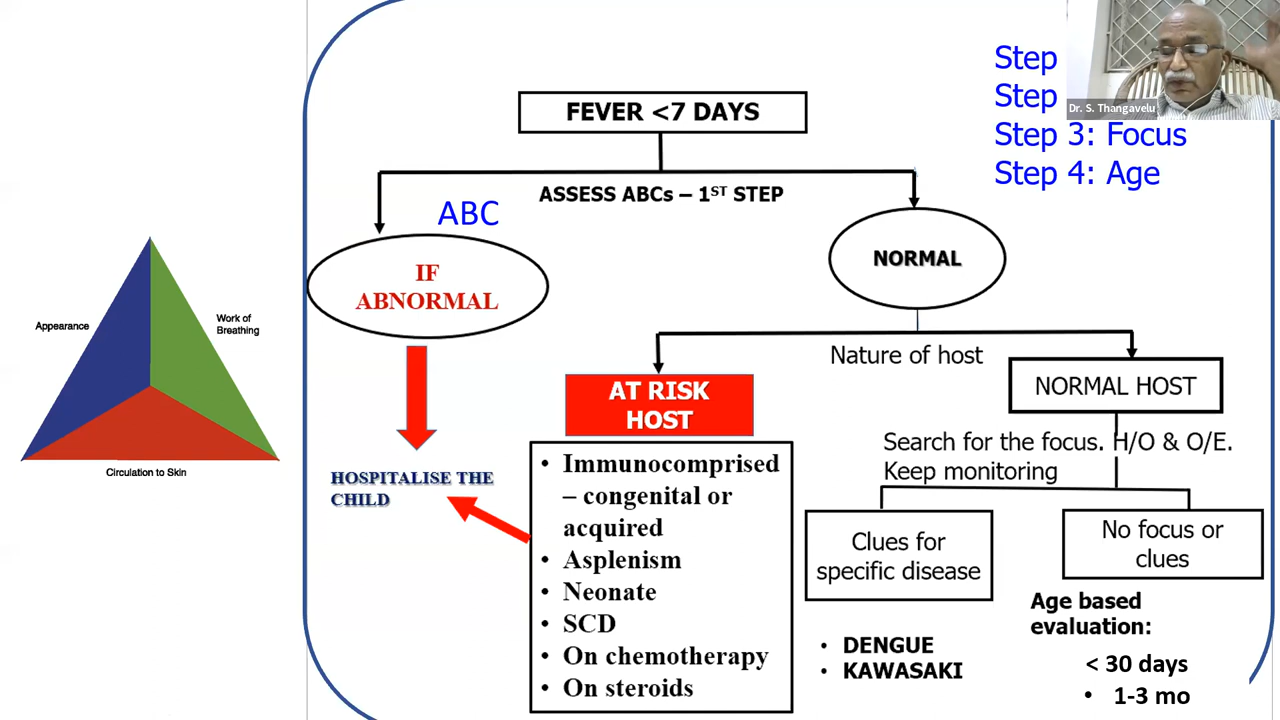 Step
Step
Step 3: Focus
Step 4: Age
Dr. S. Thangavelu
FEVER <7 DAYS
ASSESS ABCs – 1ST STEP
ABC
IF
ABNORMAL
NORMAL
Appearance
Work of
Breathing
Circulation to Skin
Nature of host
AT RISK
HOST
NORMAL HOST
Search for the focus. H/O & O/E.
Keep monitoring
HOSPITALISE THE
CHILD
• Immunocomprised
– congenital or
acquired
• Asplenism
• Neonate
• SCD
• On chemotherapy
• On steroids
Clues for
specific disease
No focus or
clues
• DENGUE
• KAWASAKI
Age based
evaluation:
< 30 days
• 1-3 mo